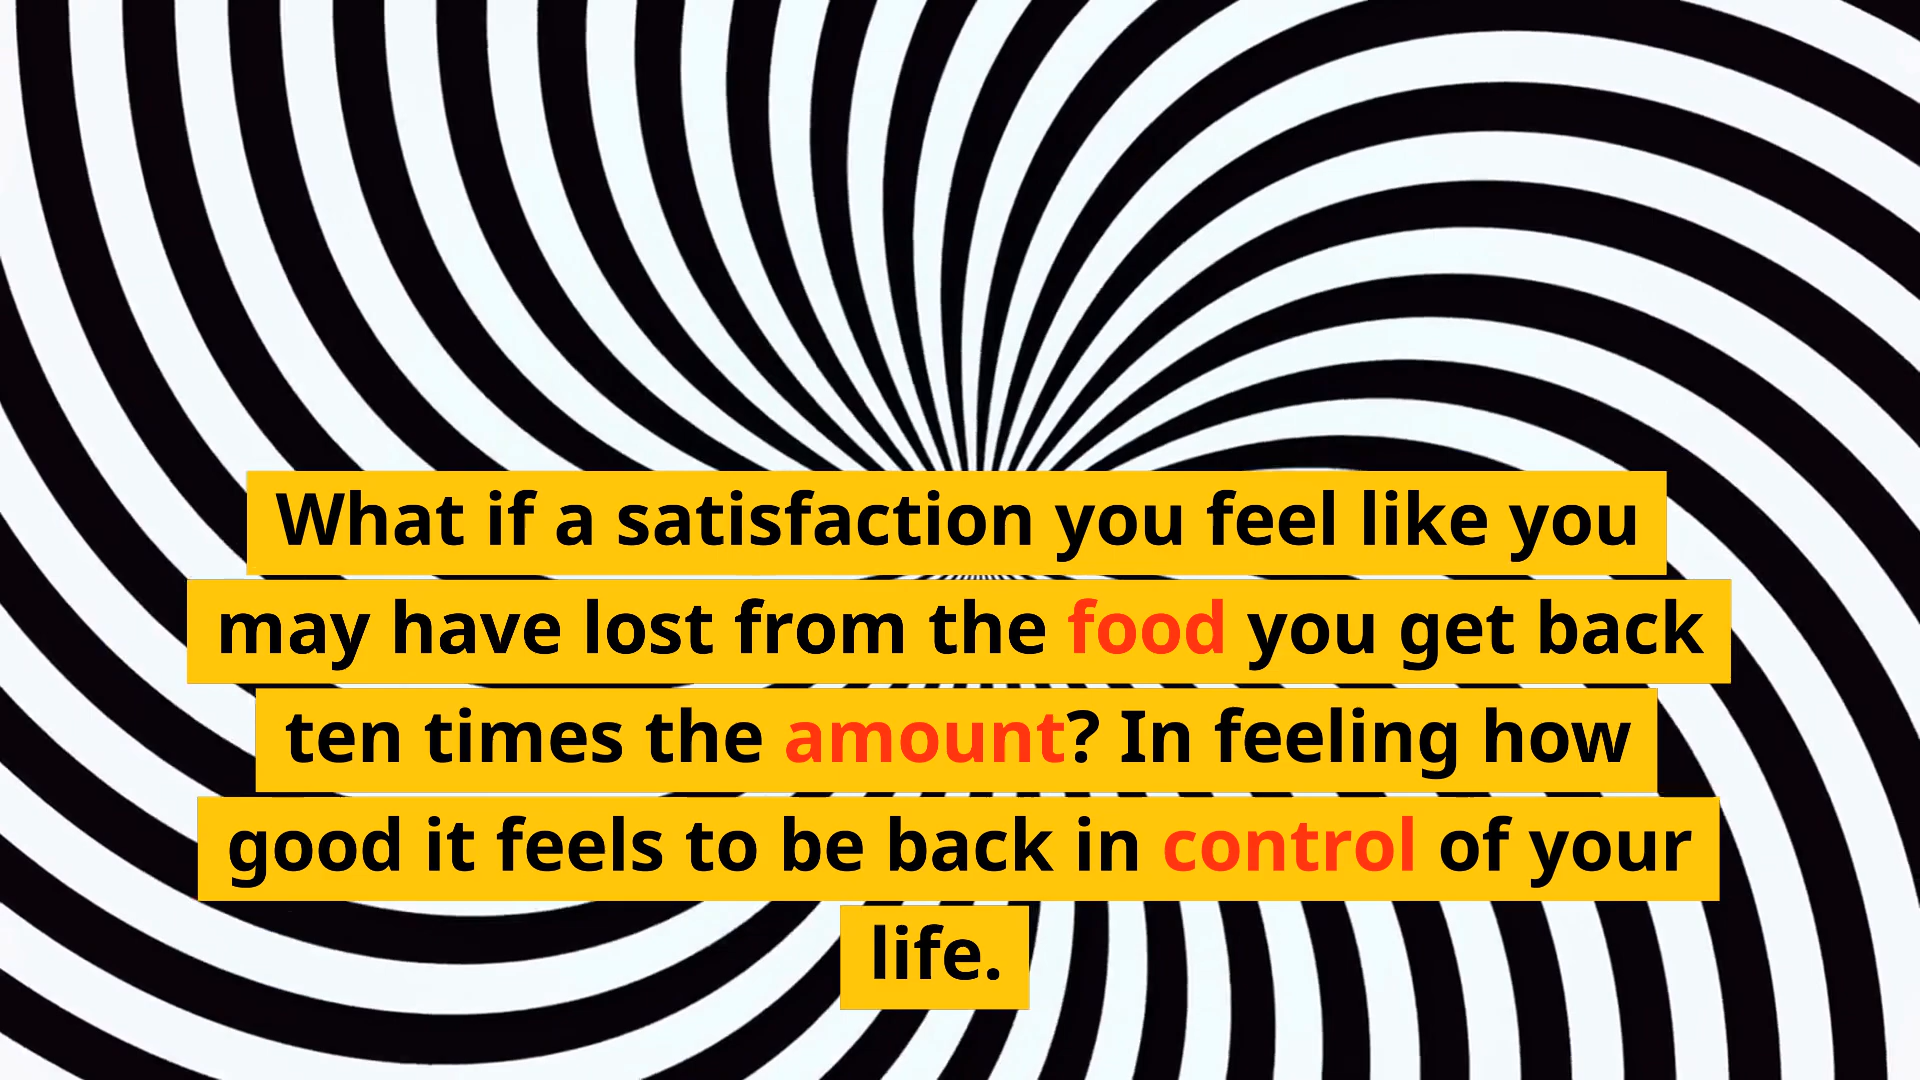 What if a satisfaction you feel like you
may have lost from the food you get back
ten times the amount? In feeling how
good it feels to be back in control of your
life.